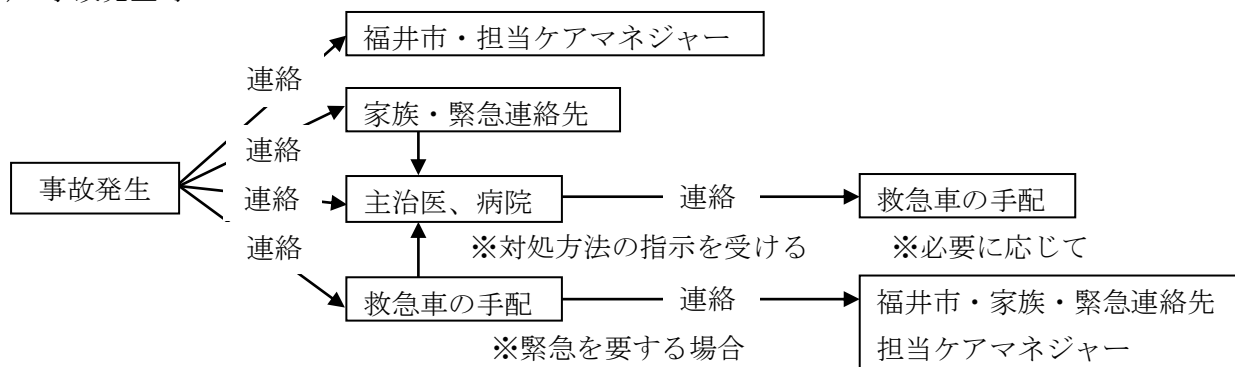 福井市・担当ケアマネジャー
連絡
家族・緊急連絡先
連絡
事故発生
連絡
主治医、病院
連絡
救急車の手配
※対処方法の指示を受ける
※必要に応じて
連絡
救急車の手配
連絡
福井市・家族・緊急連絡先
担当ケアマネジャー
※緊急を要する場合